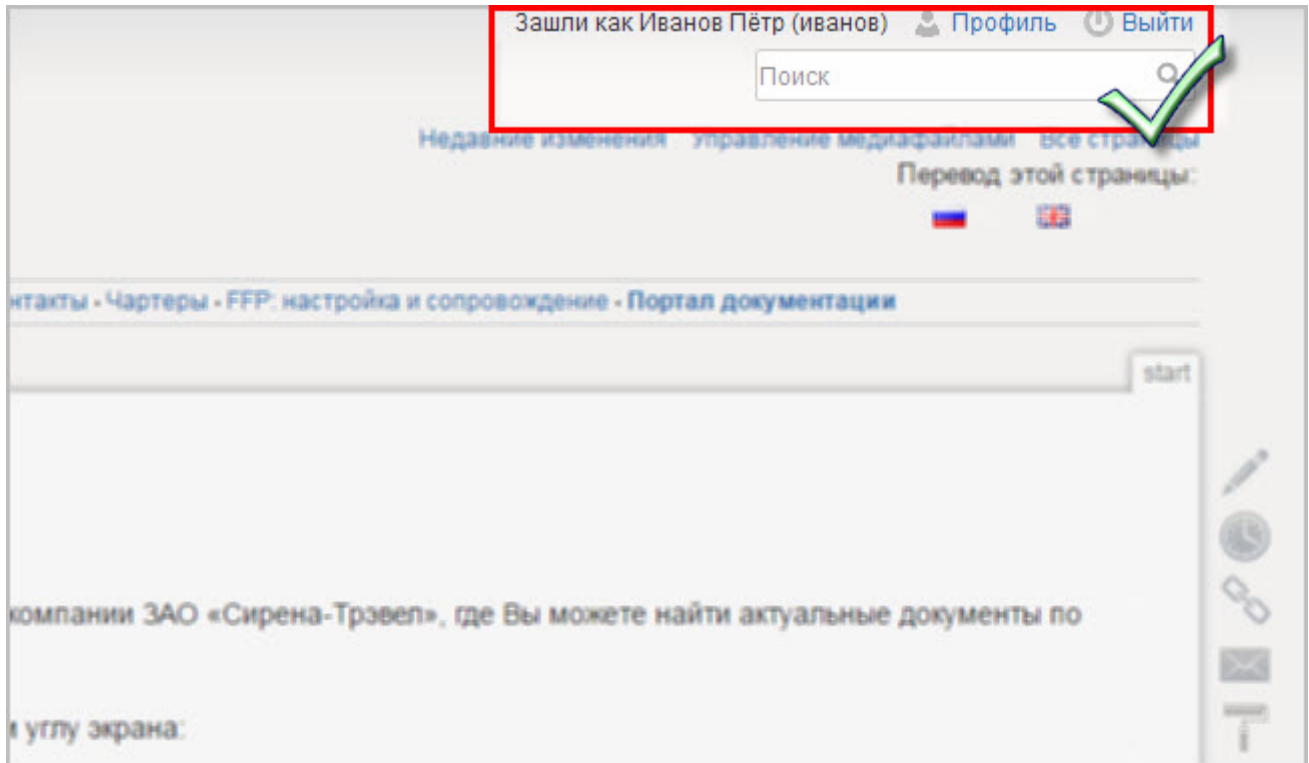 Зашли как Иванов Пётр (иванов) Профиль Выйти
Поиск
Недавние изменения Управление медиафайлами Все страницы
Перевод этой страницы:
нтакты - Чартеры - FFP: настройка и сопровождение - Портал документации
start
компании ЗАО «Сирена-Трэвел», где Вы можете найти актуальные документы по
углу экрана: